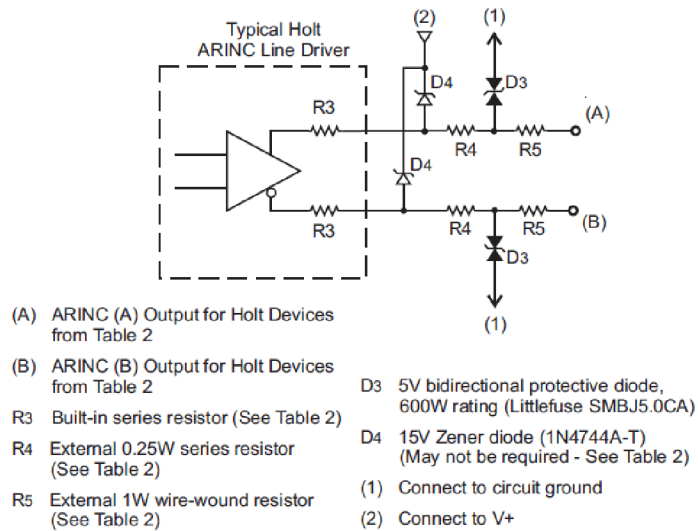 Typical Holt
ARINC Line Driver
(2)
(1)
D4
D3
R3
(A)
R4
R5
D4
R3
R4
R5
(B)
D3
(1)
(A) ARINC (A) Output for Holt Devices
from Table 2
(B) ARINC (B) Output for Holt Devices
from Table 2
R3 Built-in series resistor (See Table 2)
R4 External 0.25W series resistor
(See Table 2)
R5 External 1W wire-wound resistor
(See Table 2)
D3 5V bidirectional protective diode,
600W rating (Littlefuse SMBJ5.0CA)
D4 15V Zener diode (1N4744A-T)
(May not be required - See Table 2)
(1) Connect to circuit ground
(2) Connect to V+